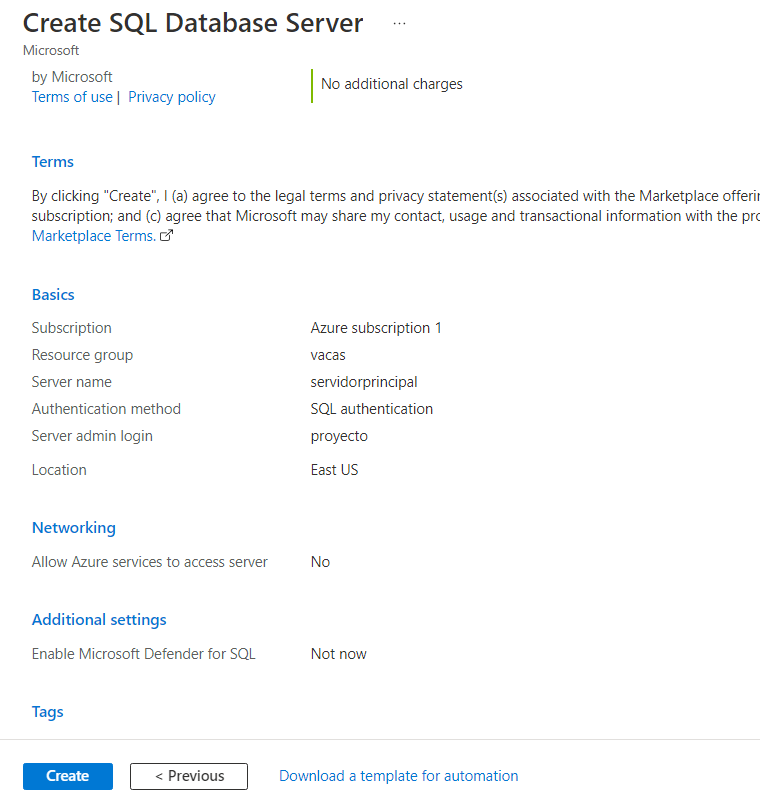 Create SQL Database Server ...
Microsoft
by Microsoft
Terms of use | Privacy policy
No additional charges
Terms
By clicking "Create", I (a) agree to the legal terms and privacy statement(s) associated with the Marketplace offerin
subscription; and (c) agree that Microsoft may share my contact, usage and transactional information with the pro
Marketplace Terms.
Basics
Subscription Azure subscription 1
Resource group vacas
Server name servidorprincipal
Authentication method SQL authentication
Server admin login proyecto
Location East US
Networking
Allow Azure services to access server No
Additional settings
Enable Microsoft Defender for SQL Not now
Tags
Create < Previous Download a template for automation